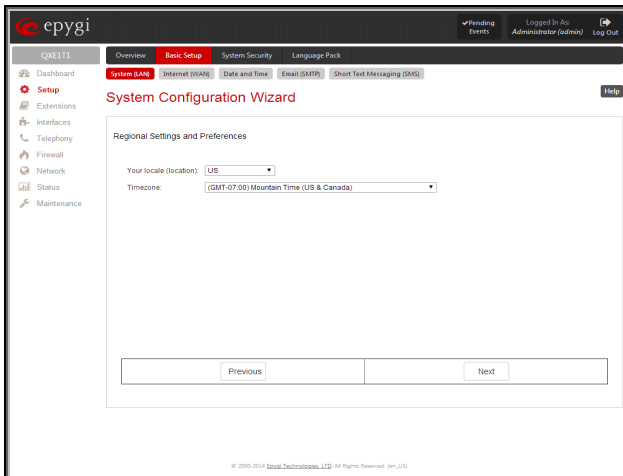 epygi
✔Pending Events
Logged In As:
Administrator (admin)
Log Out
QXE1T1
Overview
Basic Setup
System Security
Language Pack
Dashboard
Setup
Extensions
Interfaces
Telephony
Firewall
Network
Status
Maintenance
System (LAN)
Internet (WAN)
Date and Time
Email (SMTP)
Short Text Messaging (SMS)
System Configuration Wizard
Help
Regional Settings and Preferences
Your locale (location): US
Timezone: (GMT-07:00) Mountain Time (US & Canada)
Previous
Next
© 2000-2016 Epygi Technologies, LTD. All Rights Reserved. (en_US)